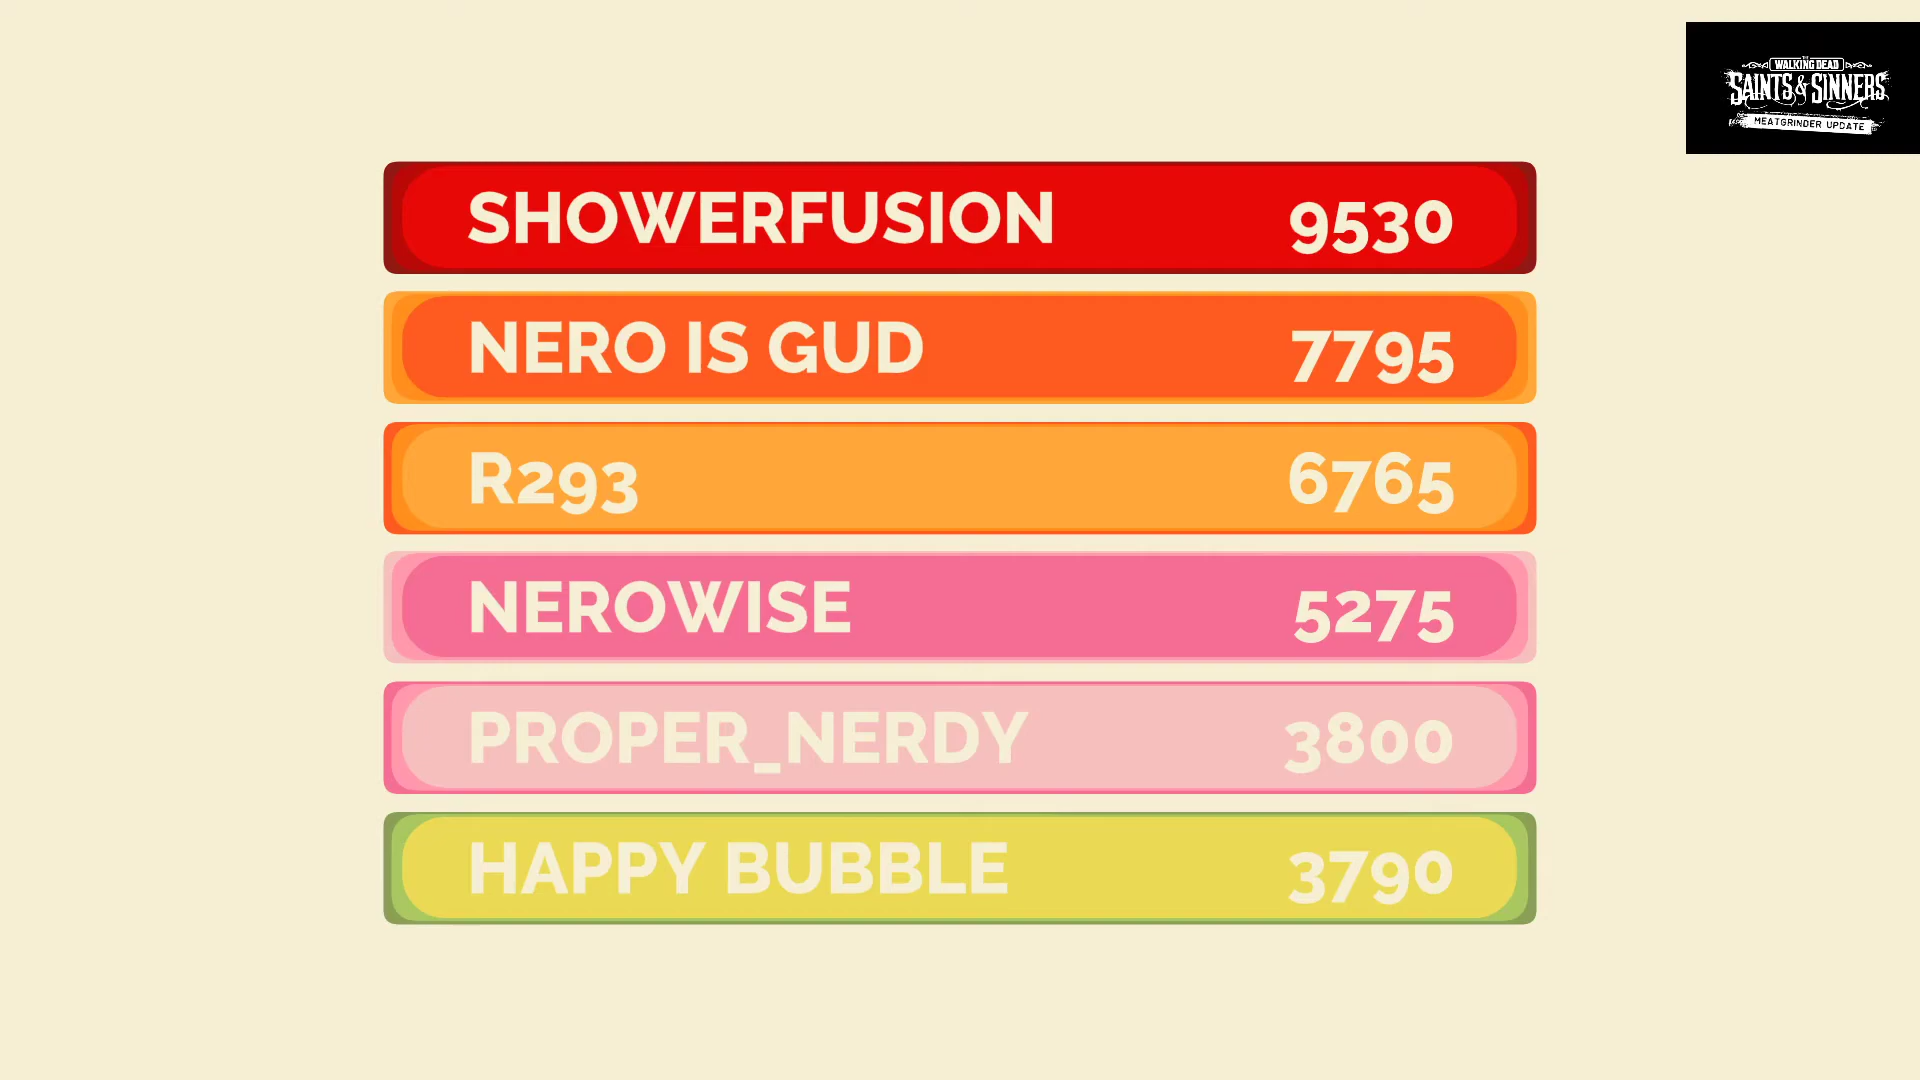 THE
WALKING DEAD
SAINTS & SINNERS
MEATGRINDER UPDATE
SHOWERFUSION 9530
NERO IS GUD 7795
R293 6765
NEROWISE 5275
PROPER_NERDY 3800
HAPPY BUBBLE 3790